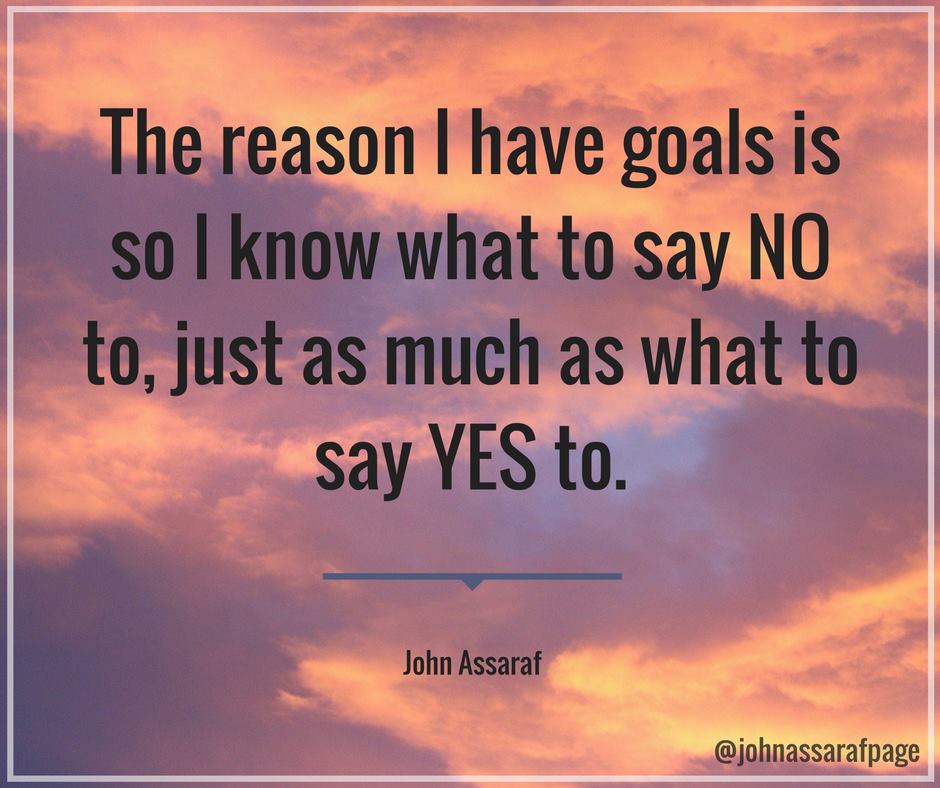 The reason I have goals is
so I know what to say NO
to, just as much as what to
say YES to.
John Assaraf
@johnassarafpage